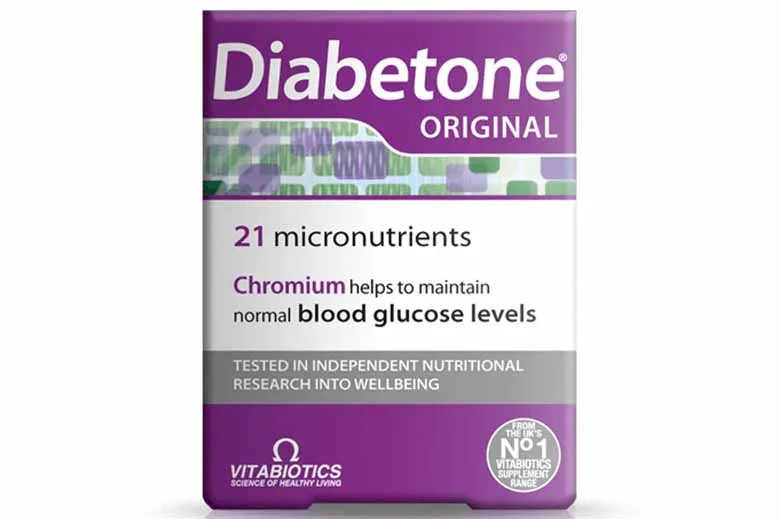 Diabetone®
ORIGINAL
21 micronutrients
Chromium helps to maintain
normal blood glucose levels
TESTED IN INDEPENDENT NUTRITIONAL
RESEARCH INTO WELLBEING
VITABIOTICS
SCIENCE OF HEALTHY LIVING
FROM
THE UK'S
Nº1
VITABIOTICS
SUPPLEMENT
RANGE